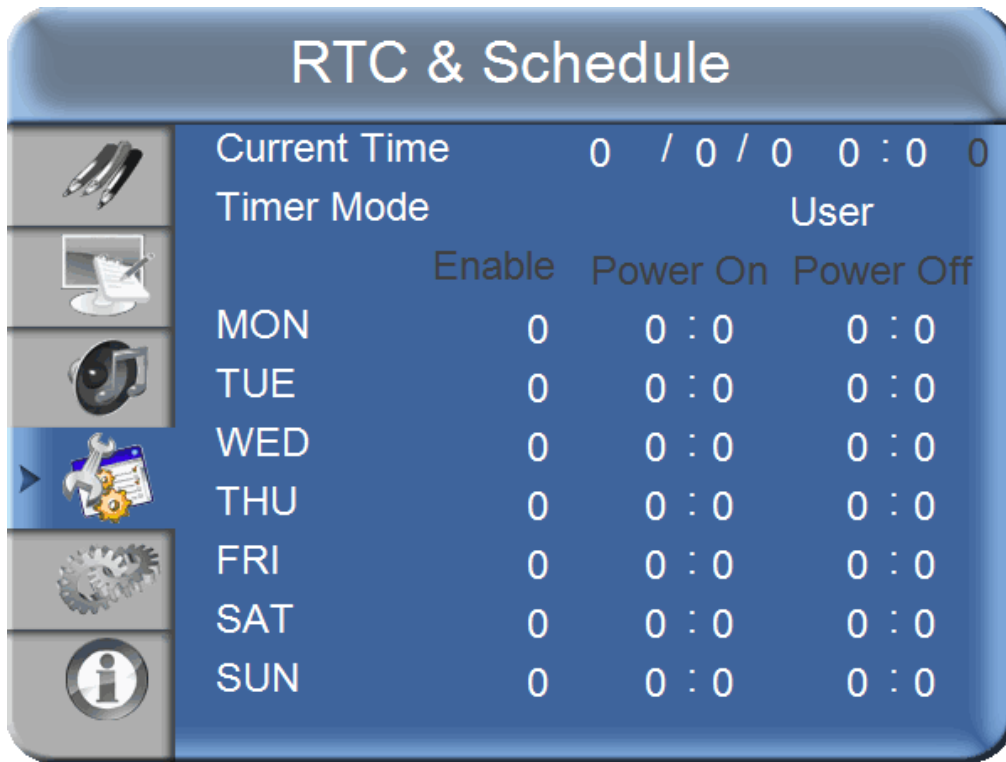 RTC & Schedule
Current Time 0 / 0 / 0 0 : 0 0
Timer Mode User
Enable Power On Power Off
MON 0 0 : 0 0 : 0
TUE 0 0 : 0 0 : 0
WED 0 0 : 0 0 : 0
THU 0 0 : 0 0 : 0
FRI 0 0 : 0 0 : 0
SAT 0 0 : 0 0 : 0
SUN 0 0 : 0 0 : 0